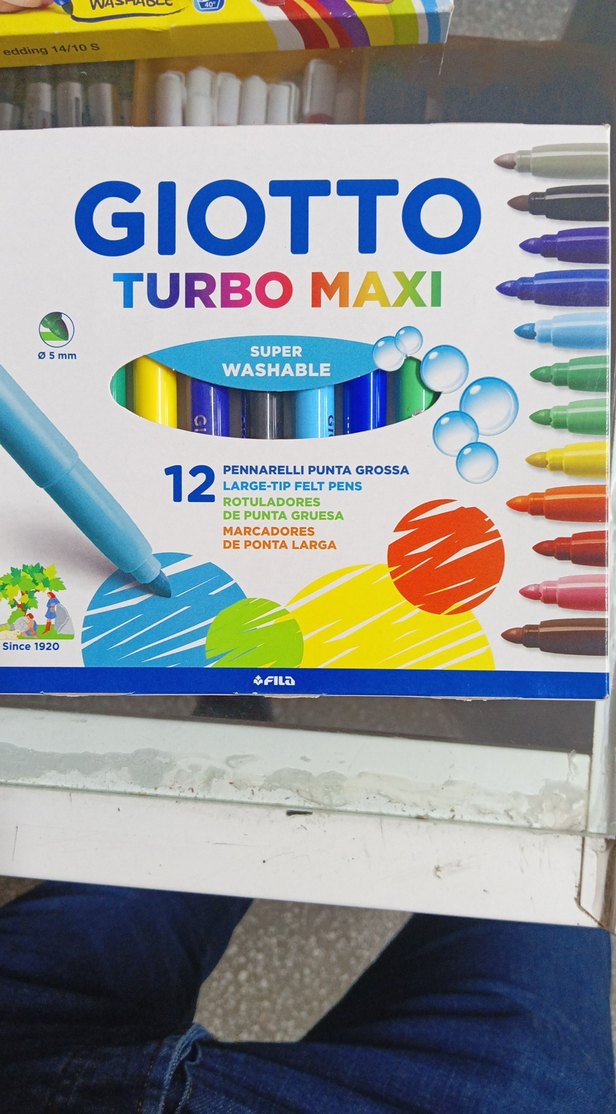 WASHABLE
40°
edding 14/10 S
GIOTTO
TURBO MAXI
Ø 5 mm
SUPER
WASHABLE
12 PENNARELLI PUNTA GROSSA
LARGE-TIP FELT PENS
ROTULADORES
DE PUNTA GRUESA
MARCADORES
DE PONTA LARGA
Since 1920
FILA